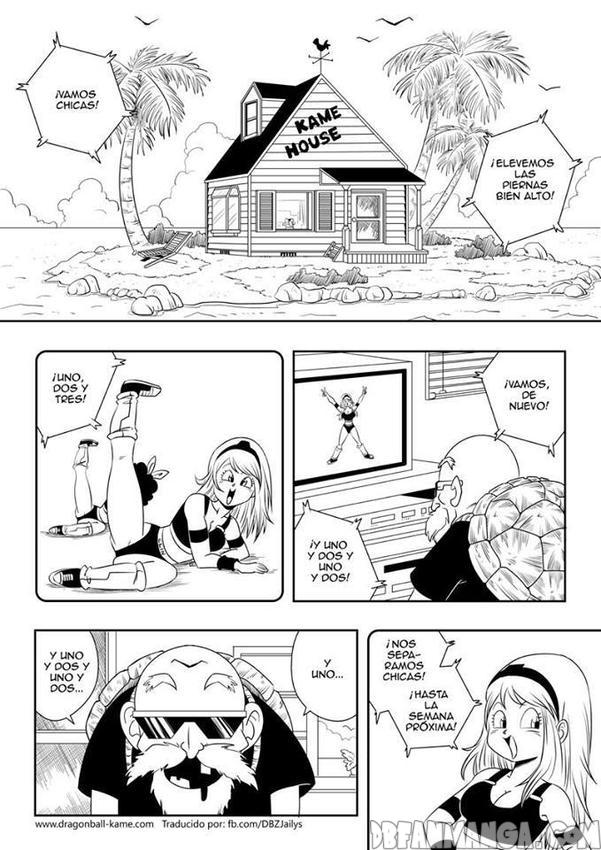 ¡VAMOS
CHICAS!
KAME
HOUSE
¡ELEVEMOS
LAS
PIERNAS
BIEN ALTO!
¡UNO,
DOS Y
TRES!
¡VAMOS,
DE
NUEVO!
¡Y UNO
Y DOS Y
UNO Y
DOS!
Y UNO
Y DOS Y
UNO Y
DOS...
Y
UNO...
¡NOS
SEPA-
RAMOS
CHICAS!
¡HASTA
LA
SEMANA
PRÓXIMA!
www.dragonball-kame.com Traducido por: fb.com/DBZJailys
DBFANMANGA.COM